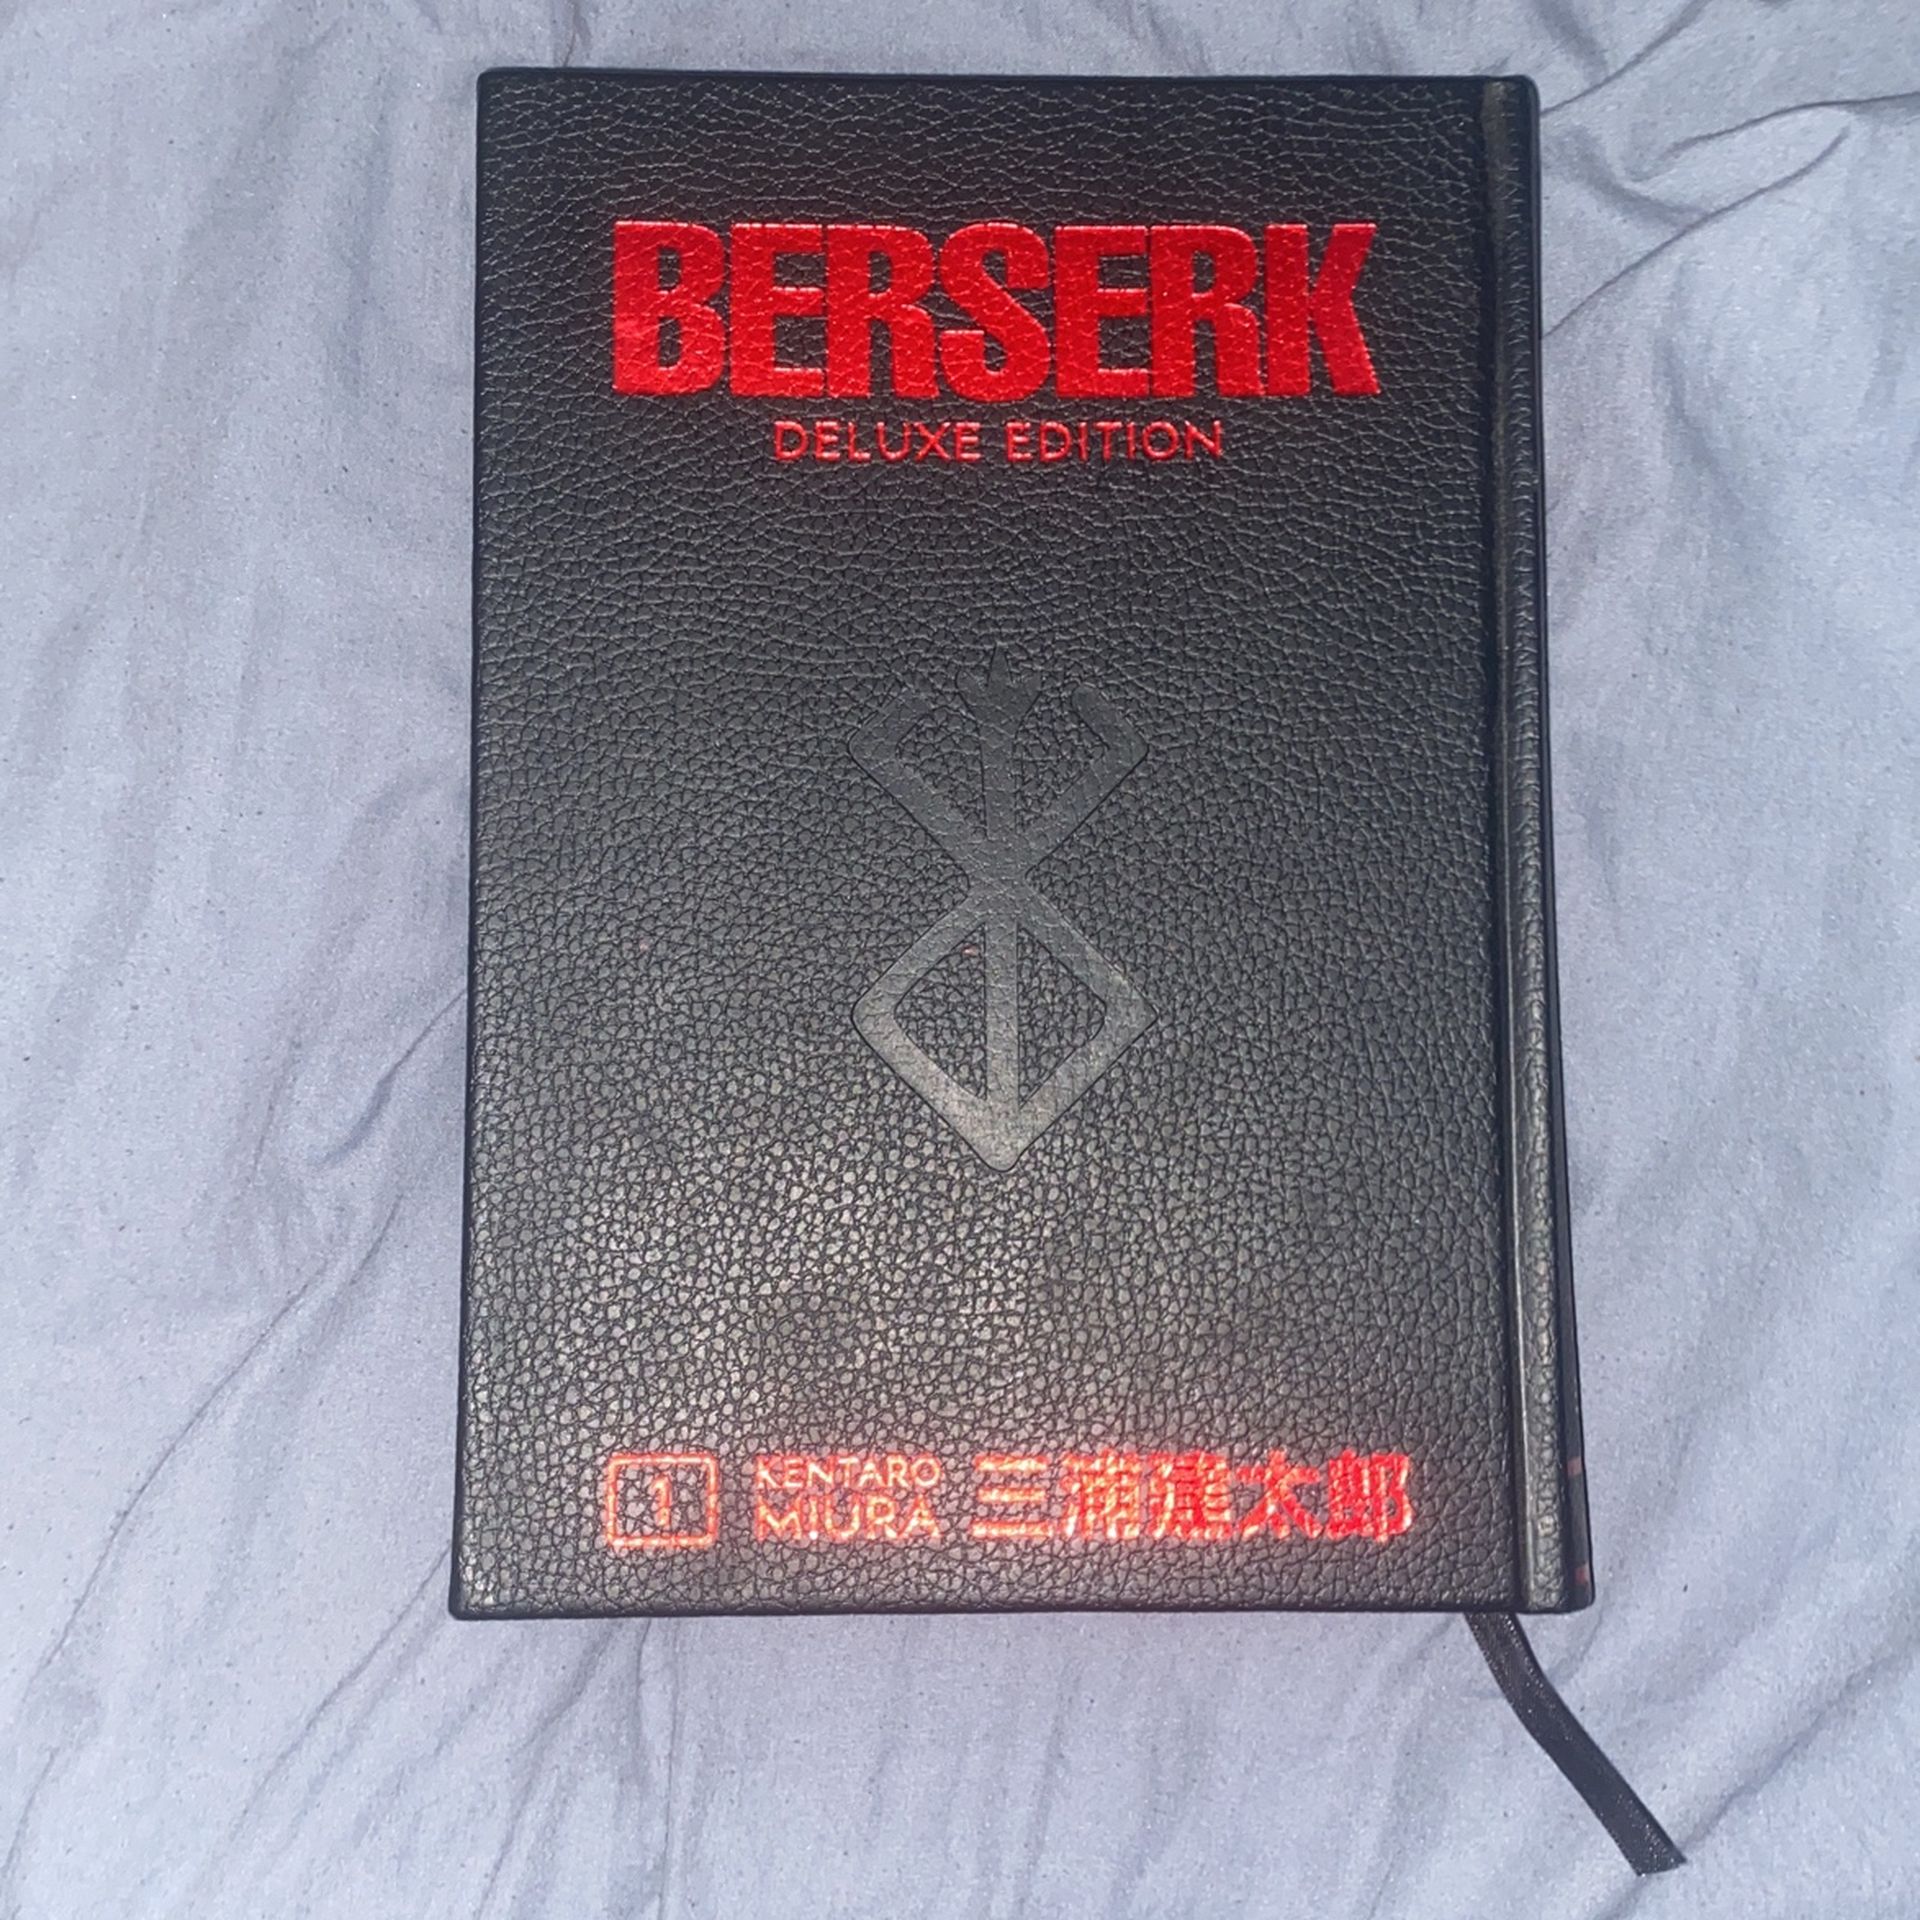 BERSERK
DELUXE EDITION
1 KENTARO MIURA 三浦建太郎